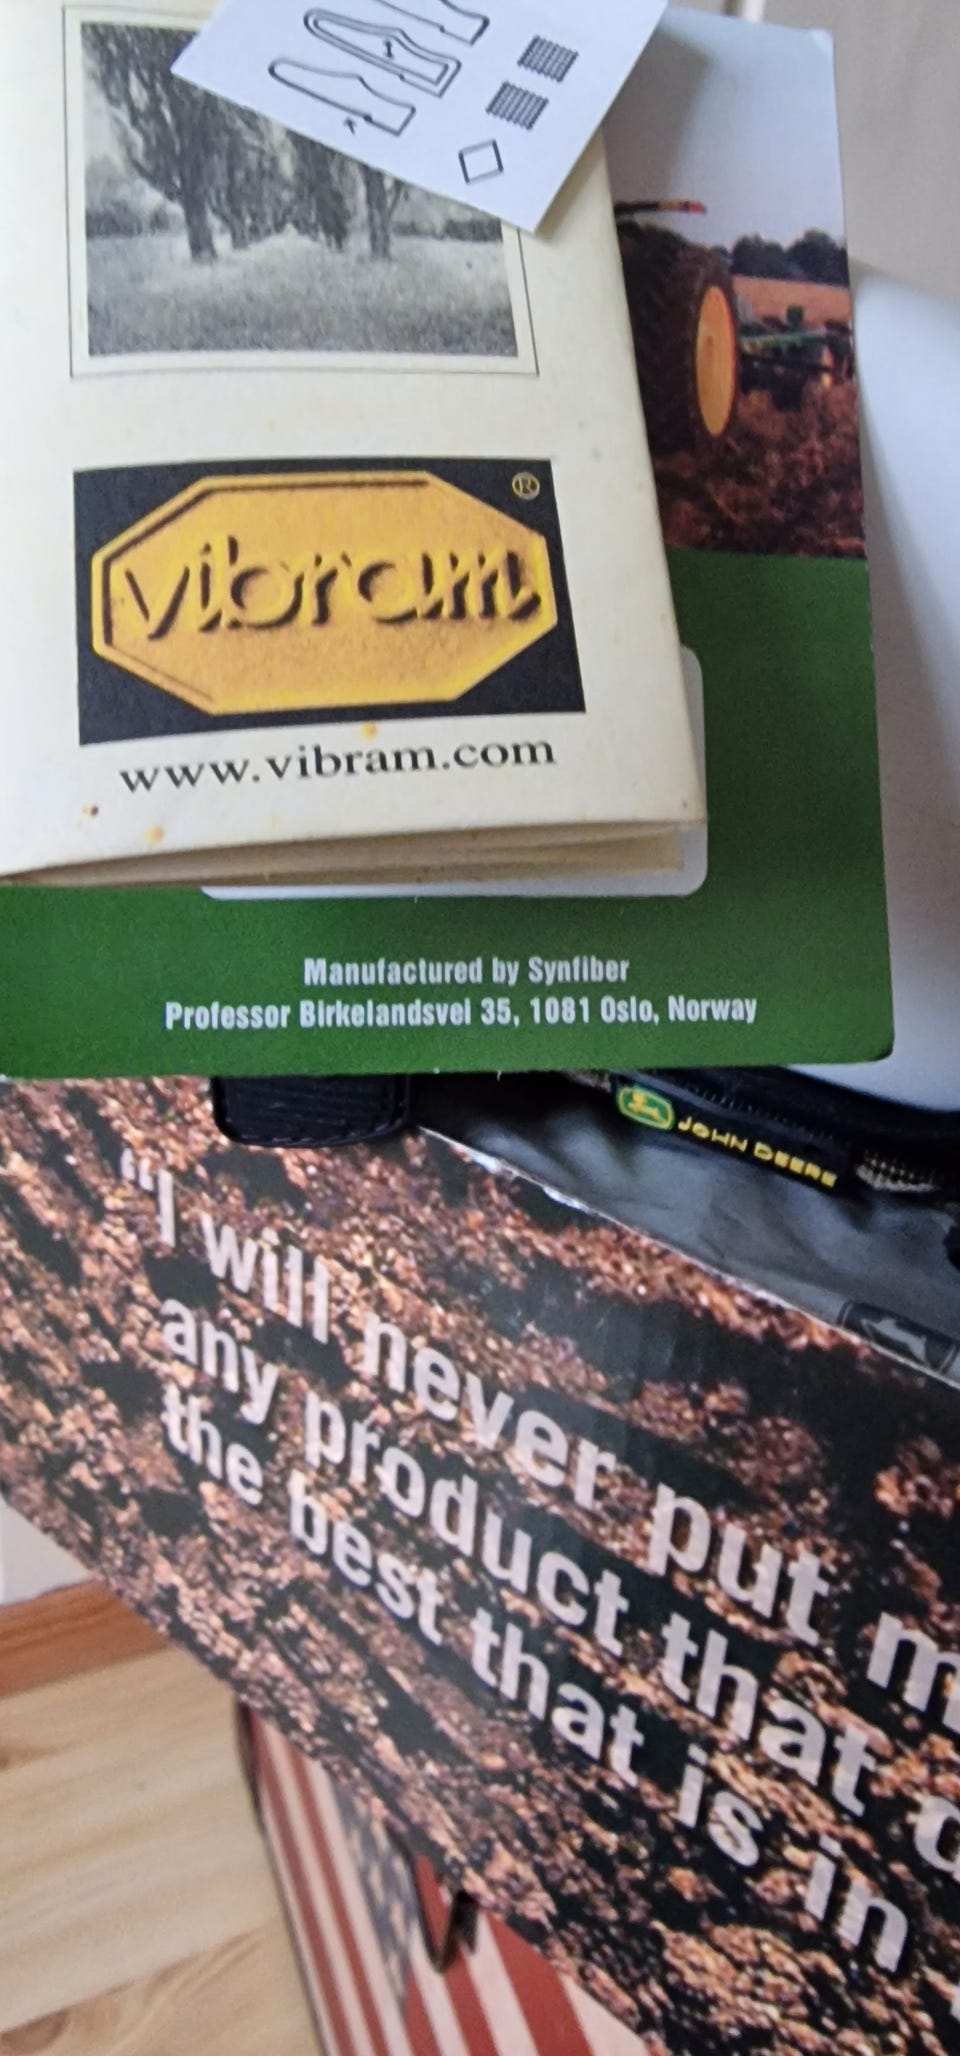 vibram ®
www.vibram.com
Manufactured by Synfiber
Professor Birkelandsvei 35, 1081 Oslo, Norway
JOHN DEERE
“I will never put m
any product that d
the best that is in